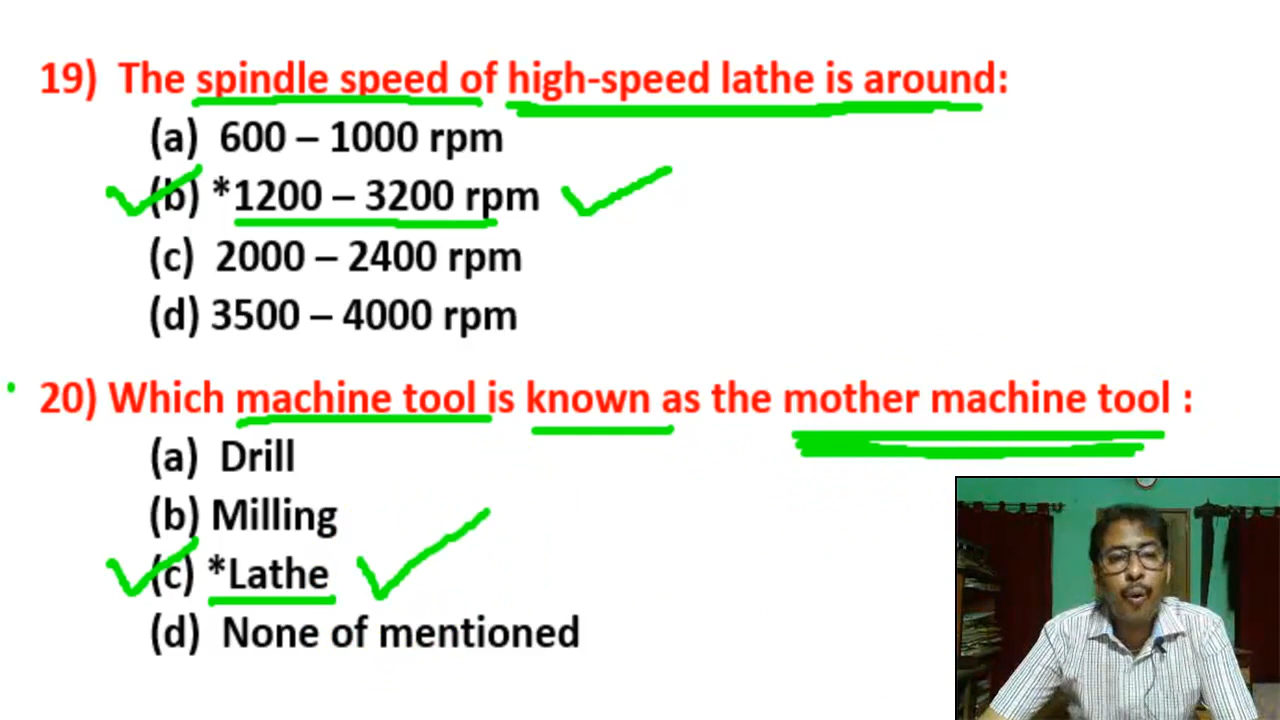 19) The spindle speed of high-speed lathe is around:
(a) 600 – 1000 rpm
(b) *1200 – 3200 rpm
(c) 2000 – 2400 rpm
(d) 3500 – 4000 rpm
20) Which machine tool is known as the mother machine tool :
(a) Drill
(b) Milling
(c) *Lathe
(d) None of mentioned